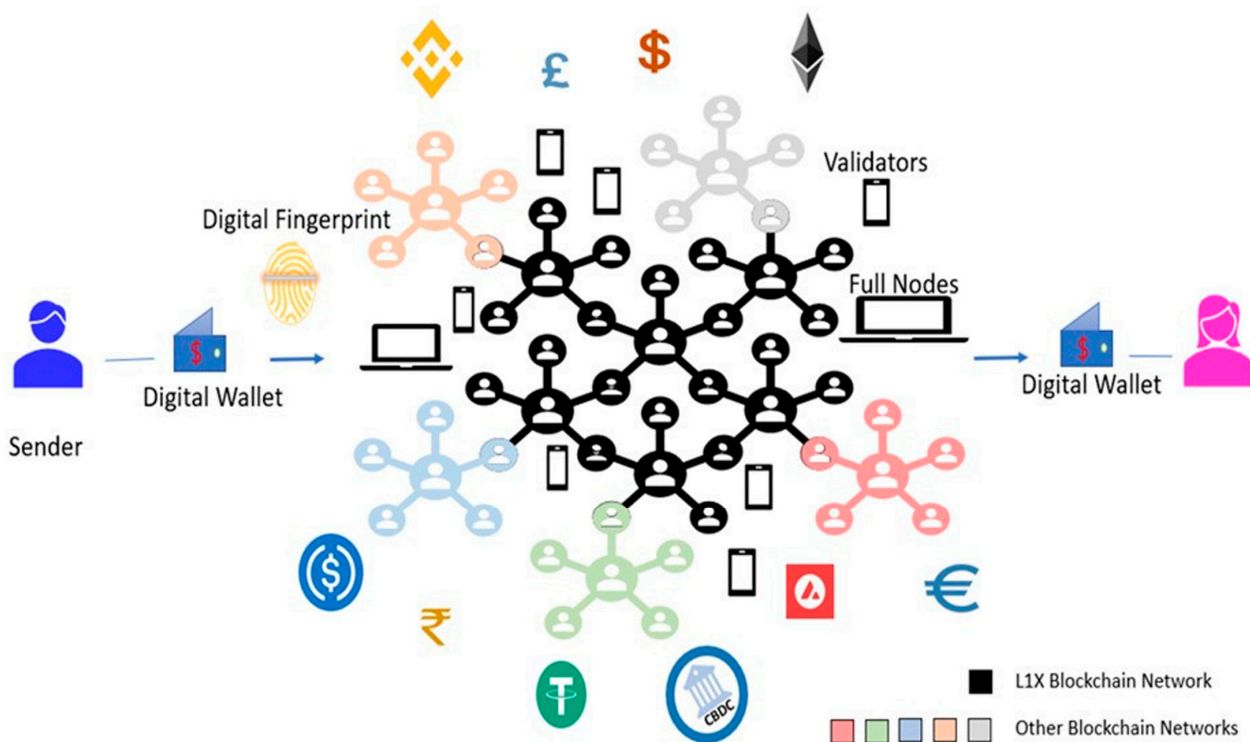 £
$
Validators
Digital Fingerprint
Full Nodes
$
Digital Wallet
$
Digital Wallet
Sender
$
€
₹
T
CBDC
L1X Blockchain Network
Other Blockchain Networks